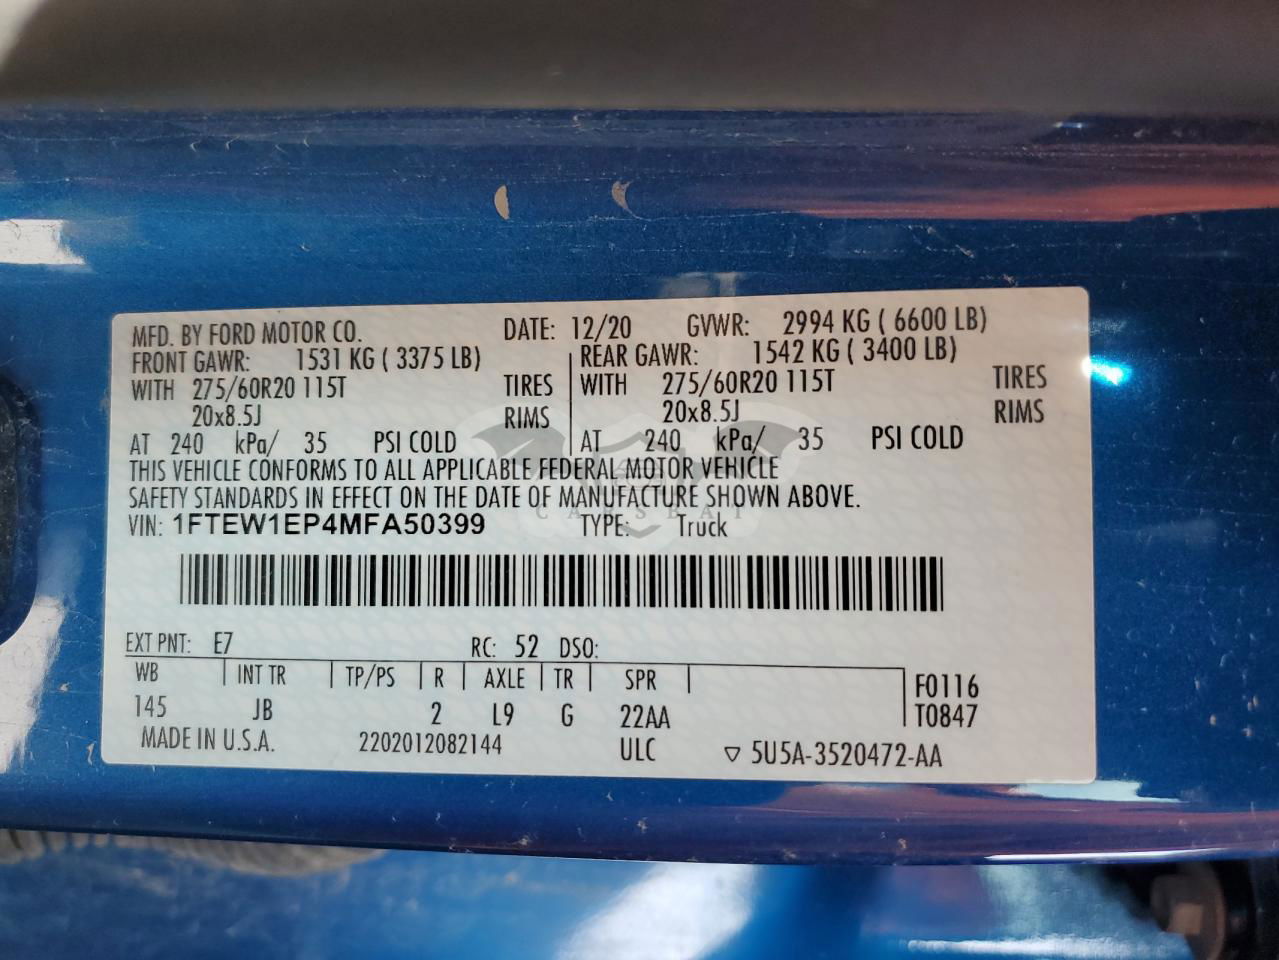 MFD. BY FORD MOTOR CO. DATE: 12/20 GVWR: 2994 KG ( 6600 LB)
FRONT GAWR: 1531 KG ( 3375 LB) REAR GAWR: 1542 KG ( 3400 LB)
WITH 275/60R20 115T TIRES WITH 275/60R20 115T TIRES
20x8.5J RIMS 20x8.5J RIMS
AT 240 kPa/ 35 PSI COLD AT 240 kPa/ 35 PSI COLD
THIS VEHICLE CONFORMS TO ALL APPLICABLE FEDERAL MOTOR VEHICLE
SAFETY STANDARDS IN EFFECT ON THE DATE OF MANUFACTURE SHOWN ABOVE.
CARSBAT
VIN: 1FTEW1EP4MFA50399 TYPE: Truck
EXT PNT: E7 RC: 52 DSO:
WB INT TR TP/PS R AXLE TR SPR F0116
145 JB 2 L9 G 22AA T0847
MADE IN U.S.A. 2202012082144 ULC ▽ 5U5A-3520472-AA